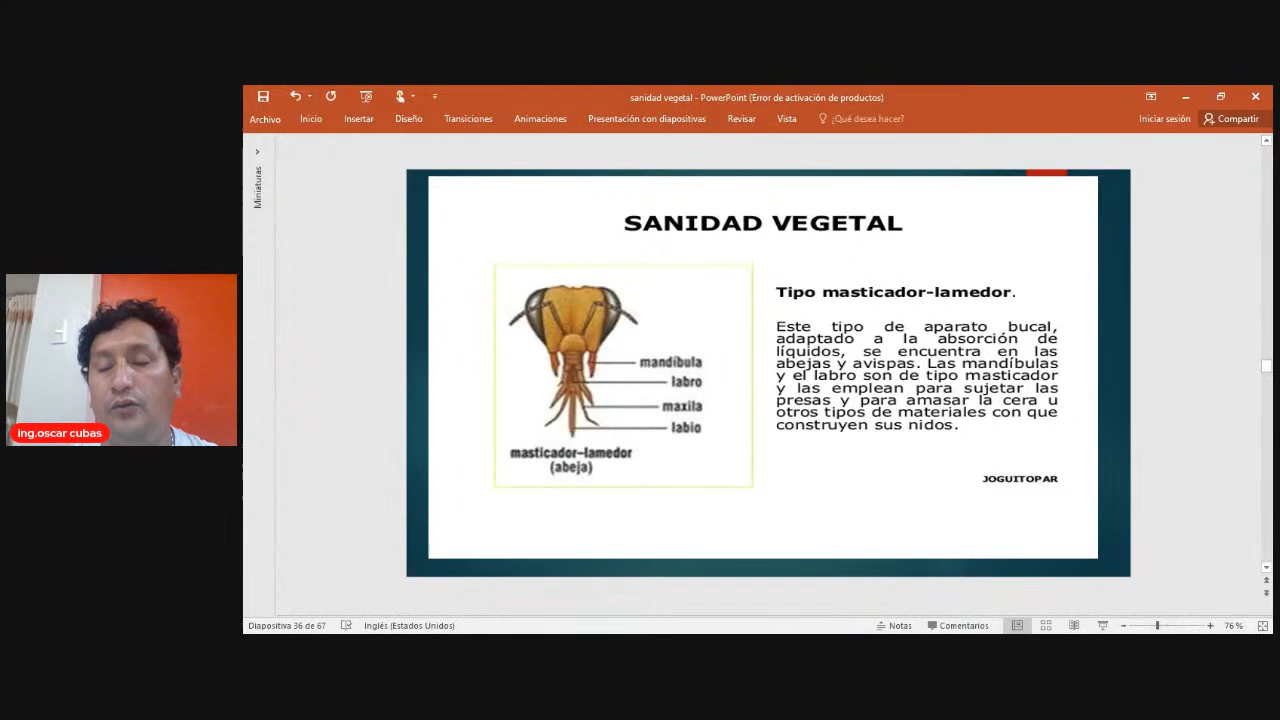 sanidad vegetal - PowerPoint (Error de activación de productos)
Archivo Inicio Insertar Diseño Transiciones Animaciones Presentación con diapositivas Revisar Vista ¿Qué desea hacer? Iniciar sesión Compartir
Miniaturas
SANIDAD VEGETAL
mandíbula
labro
maxila
labio
masticador-lamedor
(abeja)
Tipo masticador-lamedor.
Este tipo de aparato bucal,
adaptado a la absorción de
líquidos, se encuentra en las
abejas y avispas. Las mandíbulas
y el labro son de tipo masticador
y las emplean para sujetar las
presas y para amasar la cera u
otros tipos de materiales con que
construyen sus nidos.
JOGUITOPAR
ing.oscar cubas
Diapositiva 36 de 67 Inglés (Estados Unidos) Notas Comentarios 76 %